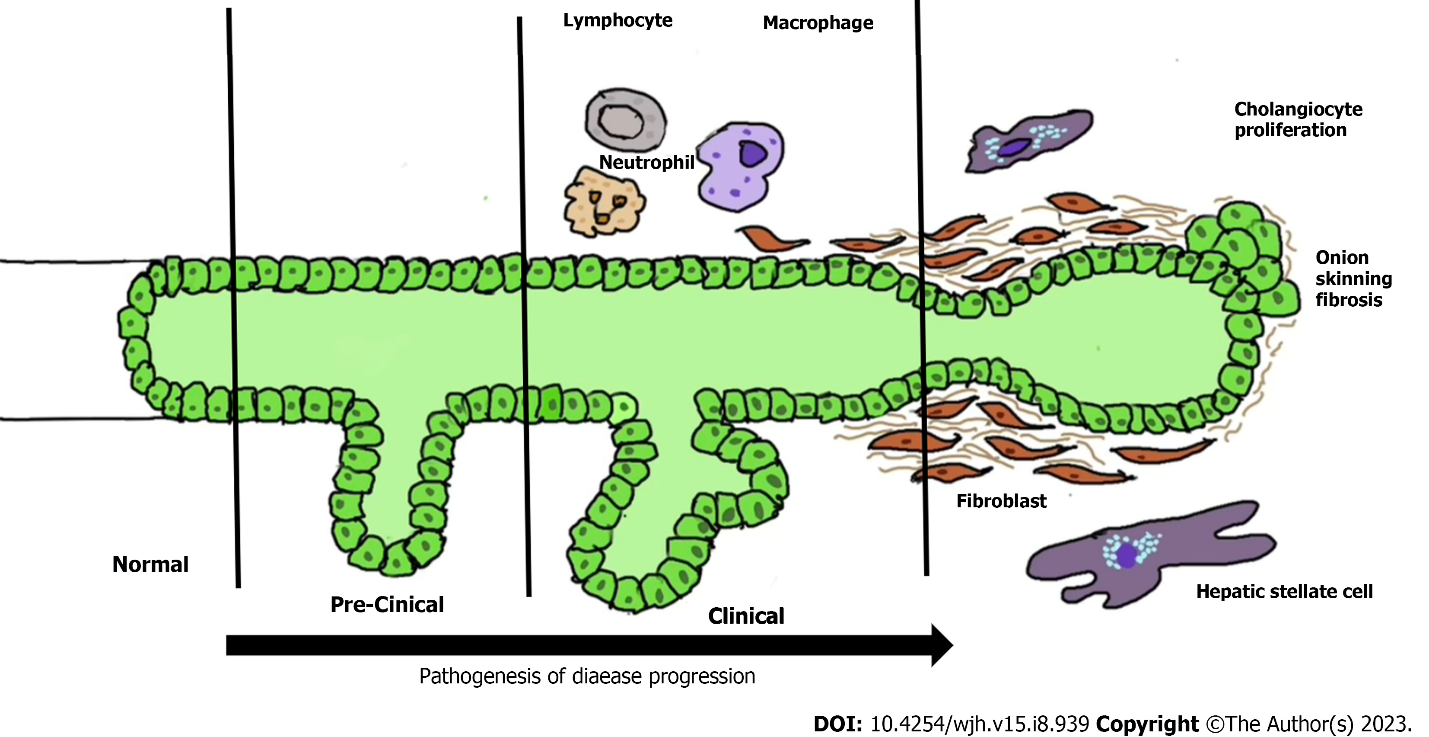 Lymphocyte
Macrophage
Neutrophil
Cholangiocyte
proliferation
Onion
skinning
fibrosis
Fibroblast
Normal
Pre-Cinical
Clinical
Hepatic stellate cell
Pathogenesis of diaease progression
DOI: 10.4254/wjh.v15.i8.939 Copyright ©The Author(s) 2023.